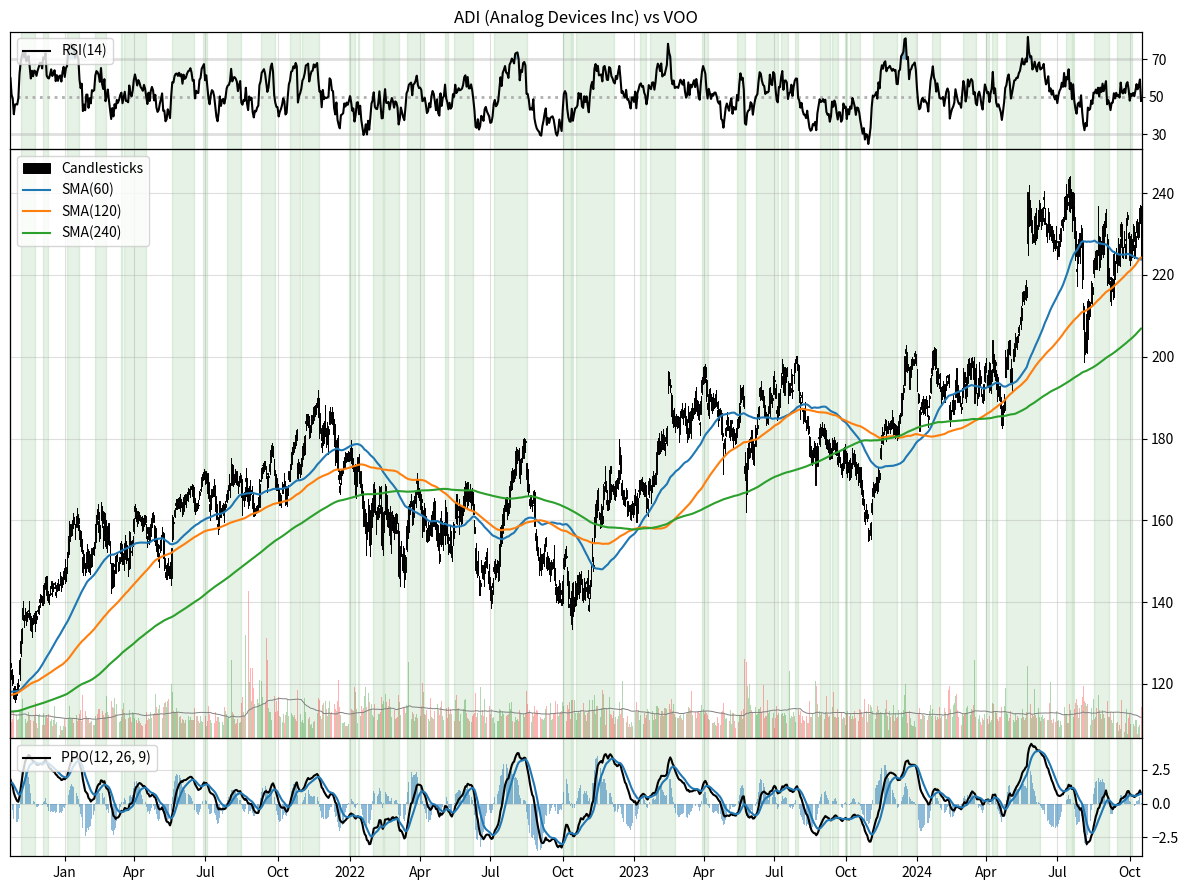 ADI (Analog Devices Inc) vs VOO
RSI(14)
70
50
30
Candlesticks
SMA(60)
SMA(120)
SMA(240)
240
220
200
180
160
140
120
PPO(12, 26, 9)
2.5
0.0
−2.5
Jan Apr Jul Oct 2022 Apr Jul Oct 2023 Apr Jul Oct 2024 Apr Jul Oct